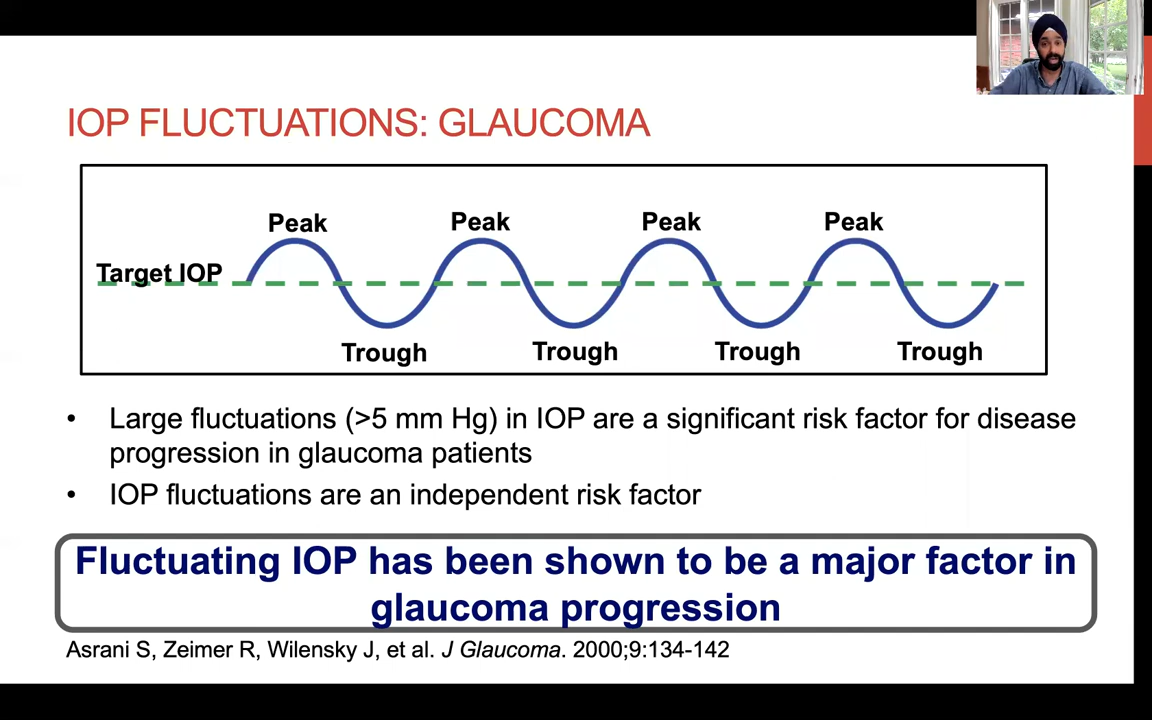 IOP FLUCTUATIONS: GLAUCOMA
Peak Peak Peak Peak
Target IOP
Trough Trough Trough Trough
• Large fluctuations (>5 mm Hg) in IOP are a significant risk factor for disease
progression in glaucoma patients
• IOP fluctuations are an independent risk factor
Fluctuating IOP has been shown to be a major factor in
glaucoma progression
Asrani S, Zeimer R, Wilensky J, et al. J Glaucoma. 2000;9:134-142